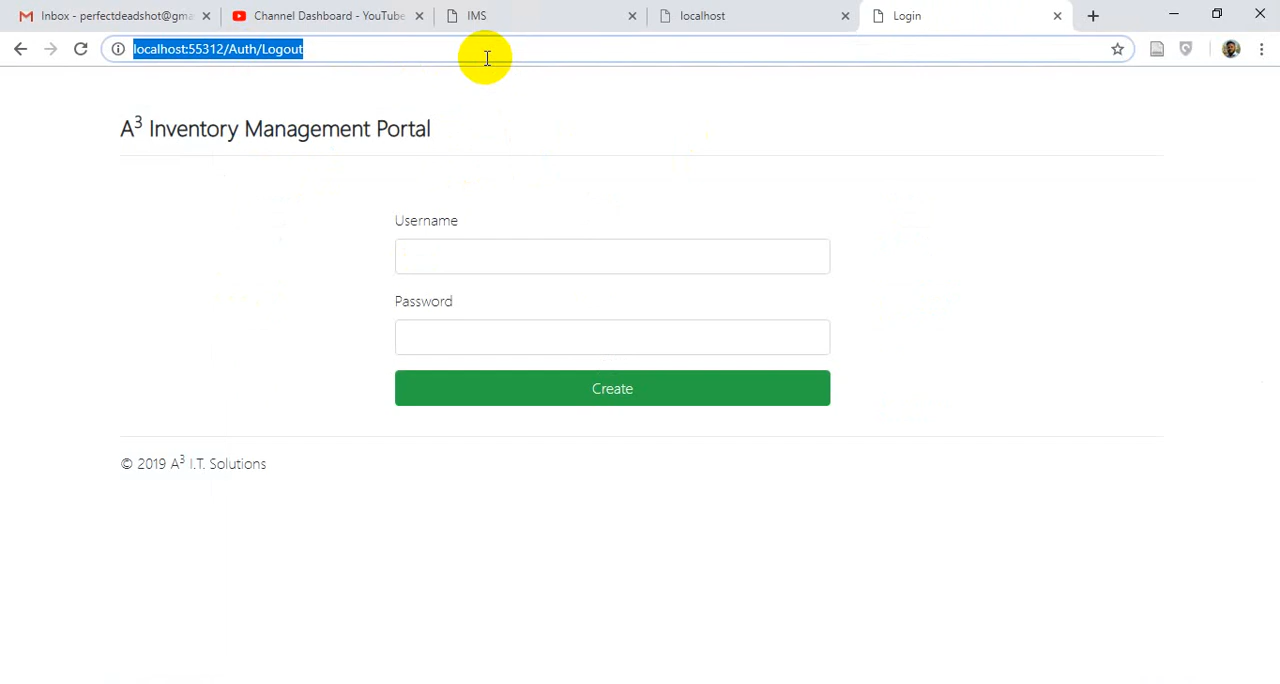 Inbox - perfectdeadshot@gma
Channel Dashboard - YouTube
IMS
localhost
Login
localhost:55312/Auth/Logout
A³ Inventory Management Portal
Username
Password
Create
© 2019 A³ I.T. Solutions